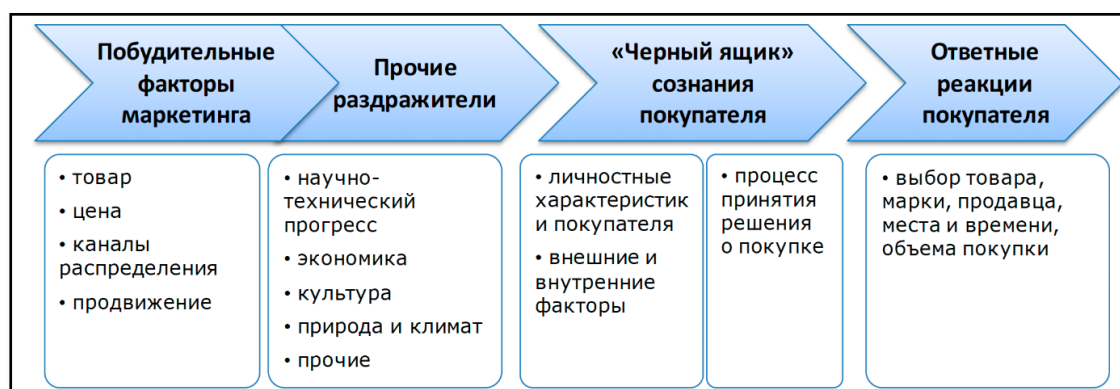 Побудительные
факторы
маркетинга
Прочие
раздражители
«Черный ящик»
сознания
покупателя
Ответные
реакции
покупателя
• товар
• цена
• каналы
распределения
• продвижение
• научно-
технический
прогресс
• экономика
• культура
• природа и климат
• прочие
• личностные
характеристик
и покупателя
• внешние и
внутренние
факторы
• процесс
принятия
решения
о покупке
• выбор товара,
марки, продавца,
места и времени,
объема покупки